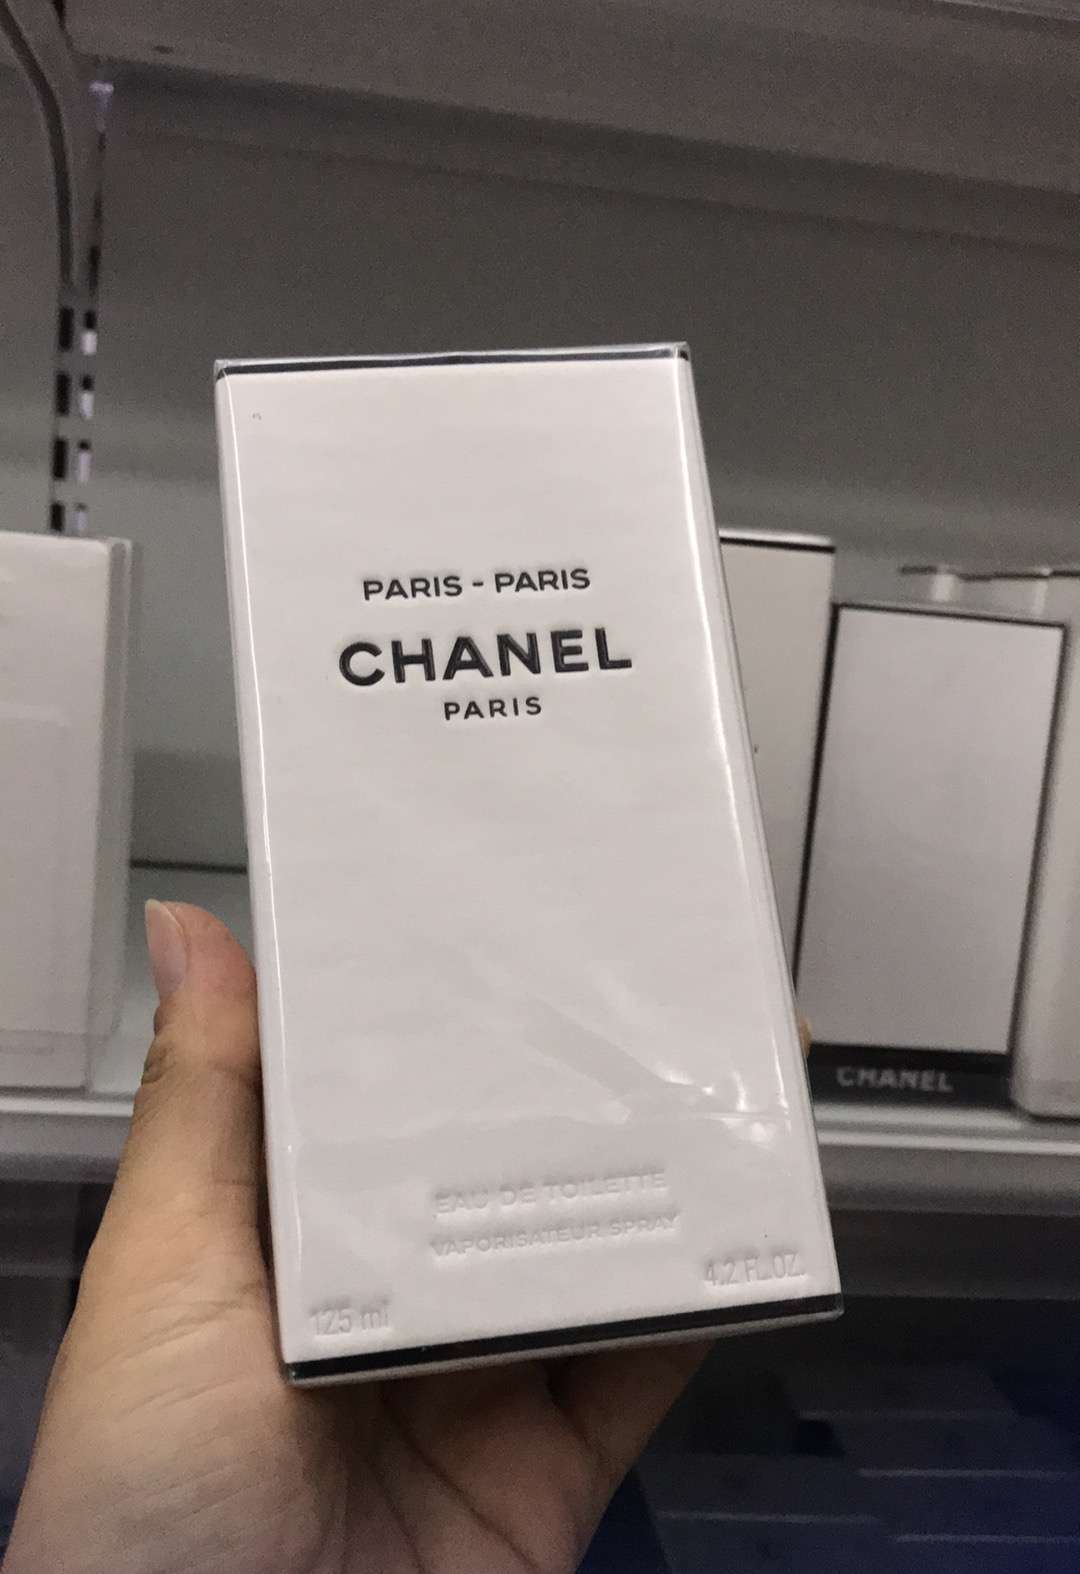 PARIS - PARIS
CHANEL
PARIS
EAU DE TOILETTE
VAPORISATEUR SPRAY
125 ml
4.2 FL.OZ.
CHANEL